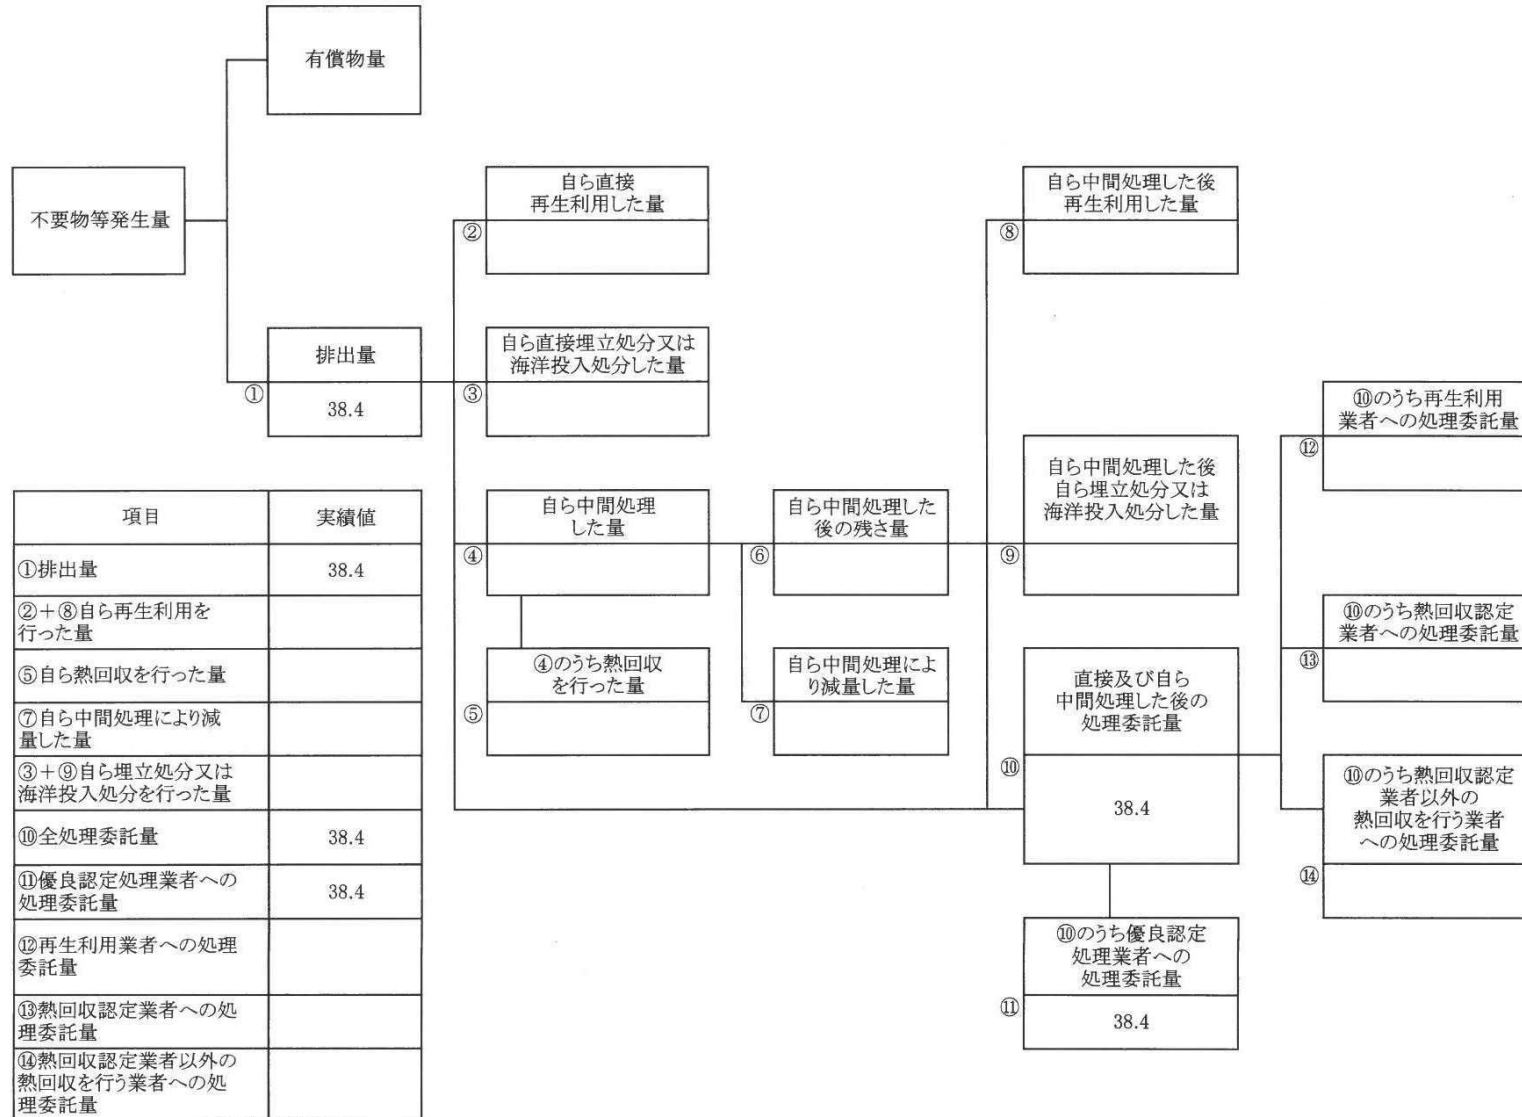 有償物量
不要物等発生量
排出量
①
38.4
自ら直接
再生利用した量
②
自ら直接埋立処分又は
海洋投入処分した量
③
自ら中間処理
した量
④
④のうち熱回収
を行った量
⑤
自ら中間処理した
後の残さ量
⑥
自ら中間処理によ
り減量した量
⑦
自ら中間処理した後
再生利用した量
⑧
自ら中間処理した後
自ら埋立処分又は
海洋投入処分した量
⑨
直接及び自ら
中間処理した後の
処理委託量
⑩
38.4
⑩のうち優良認定
処理業者への
処理委託量
⑪
38.4
⑩のうち再生利用
業者への処理委託量
⑫
⑩のうち熱回収認定
業者への処理委託量
⑬
⑩のうち熱回収認定
業者以外の
熱回収を行う業者
への処理委託量
⑭
項目 実績値
①排出量 38.4
②+⑧自ら再生利用を
行った量
⑤自ら熱回収を行った量
⑦自ら中間処理により減
量した量
③+⑨自ら埋立処分又は
海洋投入処分を行った量
⑩全処理委託量 38.4
⑪優良認定処理業者への
処理委託量 38.4
⑫再生利用業者への処理
委託量
⑬熱回収認定業者への処
理委託量
⑭熱回収認定業者以外の
熱回収を行う業者への処
理委託量